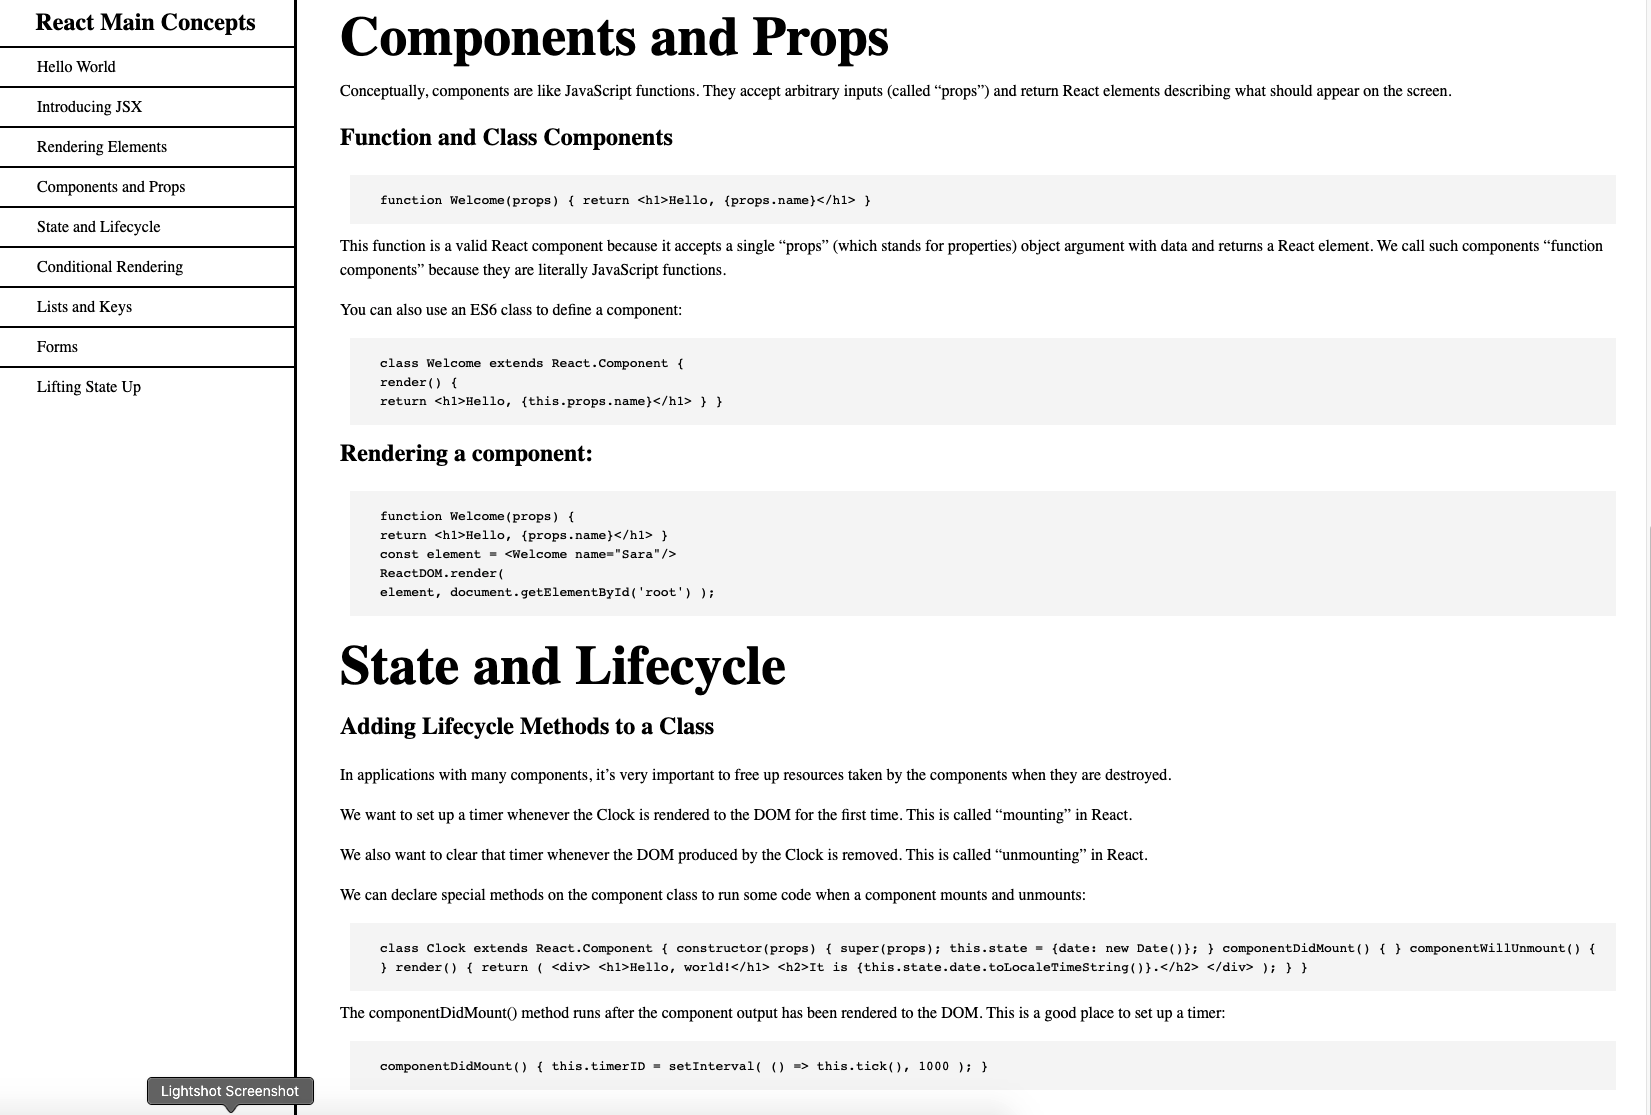 React Main Concepts
Hello World
Introducing JSX
Rendering Elements
Components and Props
State and Lifecycle
Conditional Rendering
Lists and Keys
Forms
Lifting State Up
Components and Props
Conceptually, components are like JavaScript functions. They accept arbitrary inputs (called “props”) and return React elements describing what should appear on the screen.
Function and Class Components
function Welcome(props) { return <h1>Hello, {props.name}</h1> }
This function is a valid React component because it accepts a single “props” (which stands for properties) object argument with data and returns a React element. We call such components “function
components” because they are literally JavaScript functions.
You can also use an ES6 class to define a component:
class Welcome extends React.Component {
render() {
return <h1>Hello, {this.props.name}</h1> } }
Rendering a component:
function Welcome(props) {
return <h1>Hello, {props.name}</h1> }
const element = <Welcome name="Sara"/>
ReactDOM.render(
element, document.getElementById('root') );
State and Lifecycle
Adding Lifecycle Methods to a Class
In applications with many components, it’s very important to free up resources taken by the components when they are destroyed.
We want to set up a timer whenever the Clock is rendered to the DOM for the first time. This is called “mounting” in React.
We also want to clear that timer whenever the DOM produced by the Clock is removed. This is called “unmounting” in React.
We can declare special methods on the component class to run some code when a component mounts and unmounts:
class Clock extends React.Component { constructor(props) { super(props); this.state = {date: new Date()}; } componentDidMount() { } componentWillUnmount() {
} render() { return ( <div> <h1>Hello, world!</h1> <h2>It is {this.state.date.toLocaleTimeString()}.</h2> </div> ); } }
The componentDidMount() method runs after the component output has been rendered to the DOM. This is a good place to set up a timer:
componentDidMount() { this.timerID = setInterval( () => this.tick(), 1000 ); }
Lightshot Screenshot